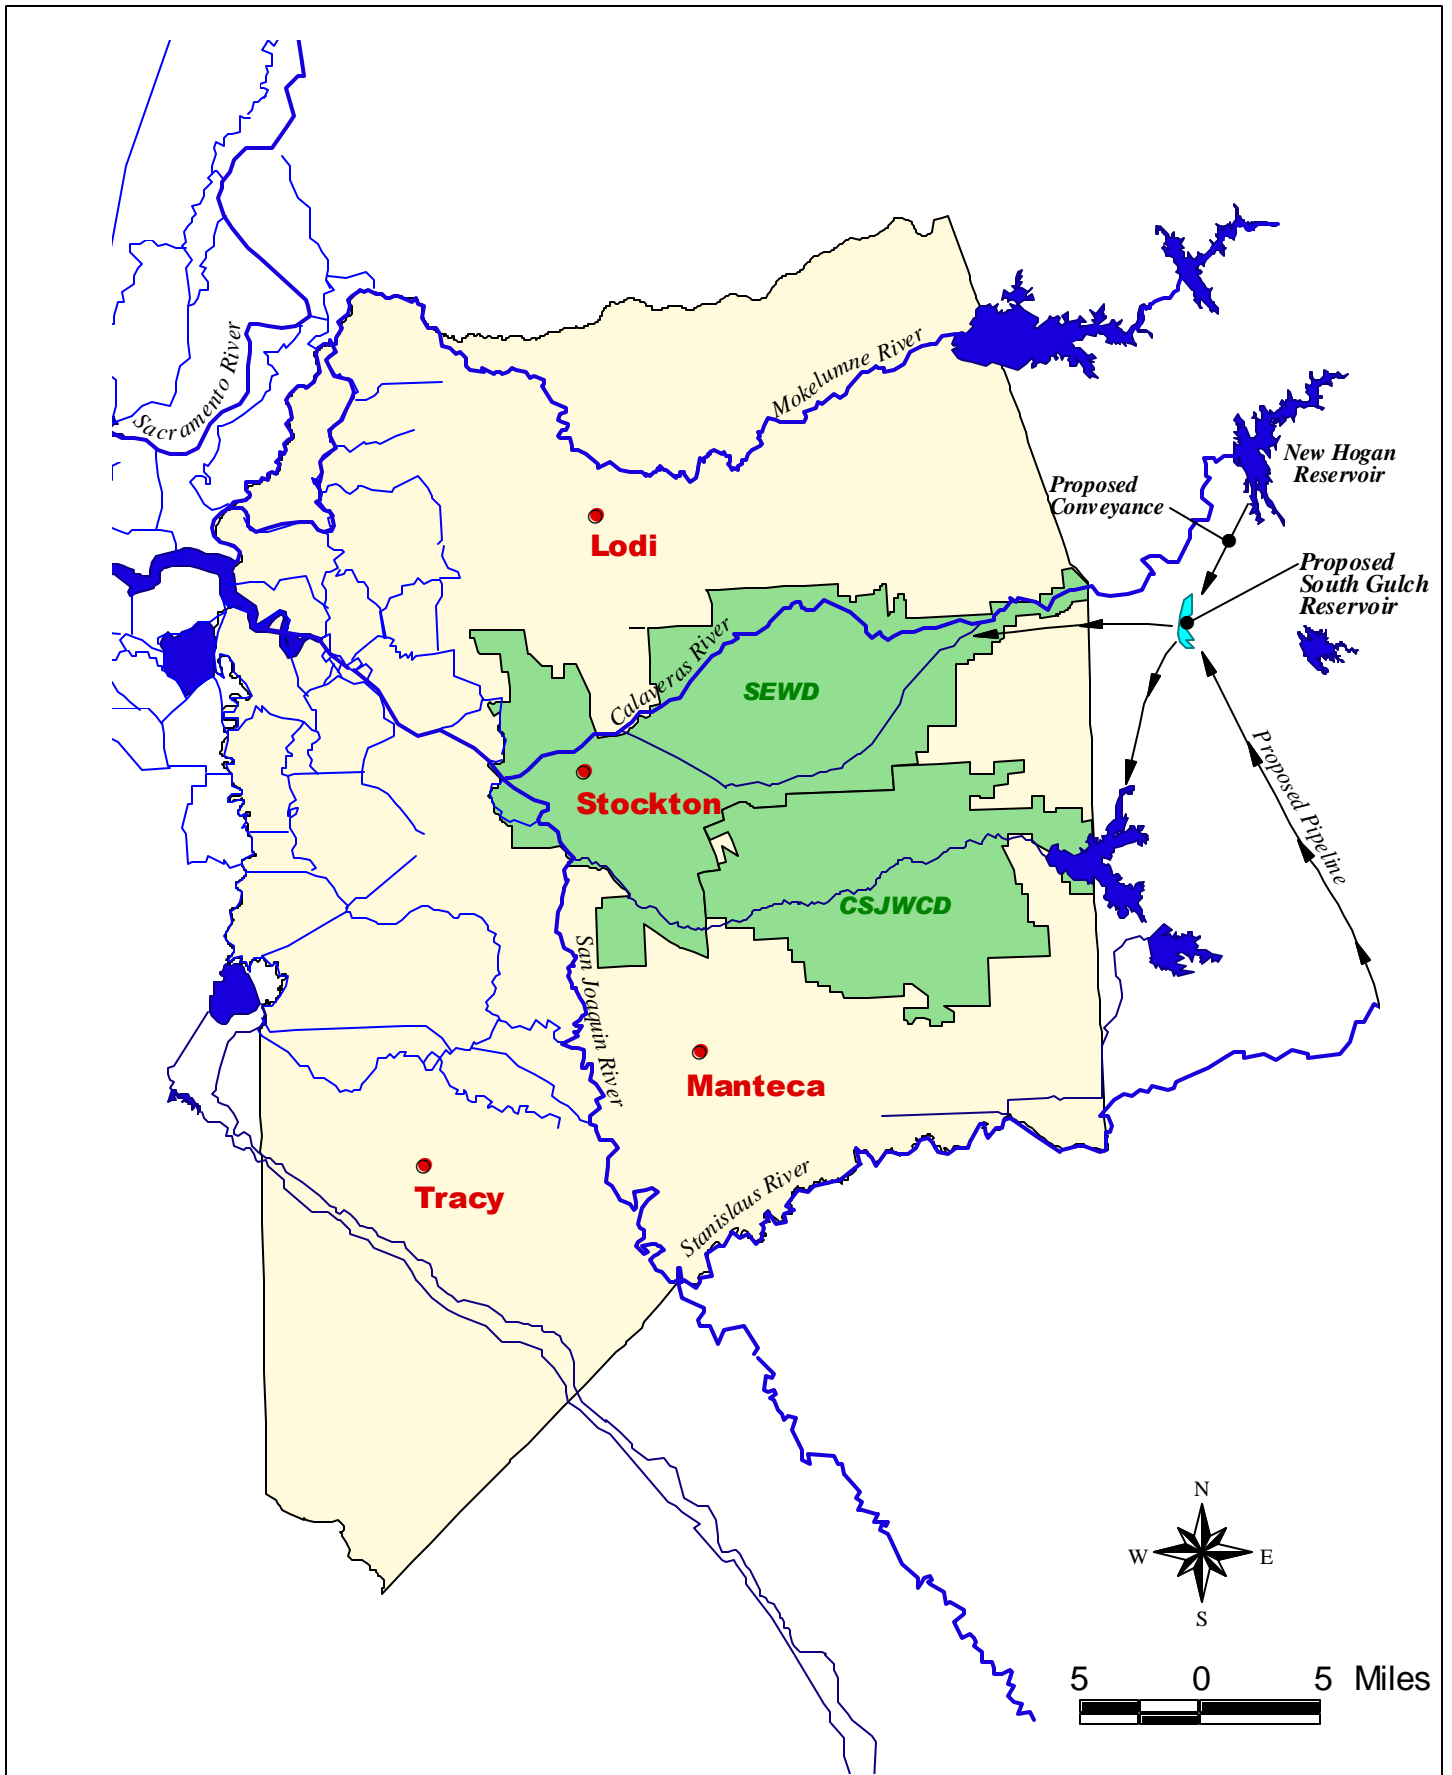 Sacramento River
Mokelumne River
New Hogan
Reservoir
Proposed
Conveyance
Lodi
Proposed
South Gulch
Reservoir
Calaveras River
SEWD
Stockton
Proposed Pipeline
CSJWCD
San Joaquin River
Manteca
Stanislaus River
Tracy
N
W
E
S
5 0 5 Miles